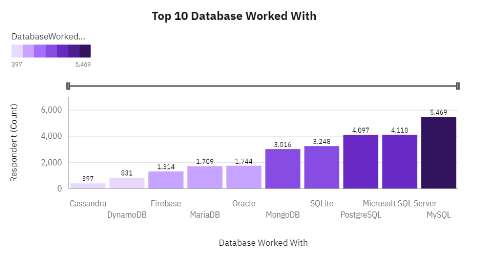 Top 10 Database Worked With
DatabaseWorked...
397 5,469
Respondent (Count)
6,000
4,000
2,000
0
397 831 1,314 1,709 1,744 3,016 3,248 4,097 4,110 5,469
Cassandra Firebase Oracle SQLite Microsoft SQL Server
DynamoDB MariaDB MongoDB PostgreSQL MySQL
Database Worked With